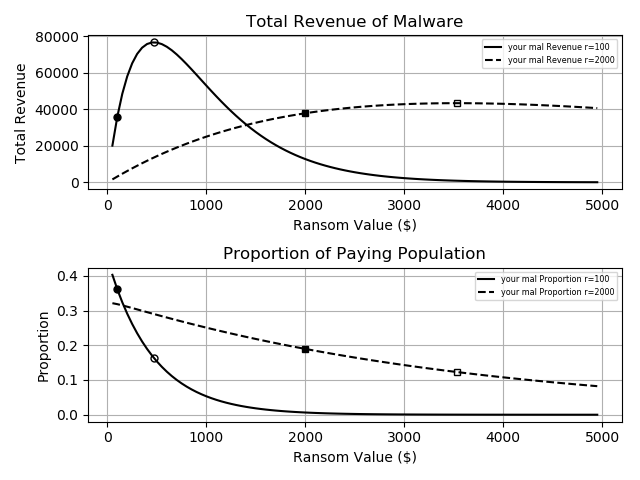 Total Revenue of Malware
80000
60000
40000
20000
0
Total Revenue
your mal Revenue r=100
your mal Revenue r=2000
0 1000 2000 3000 4000 5000
Ransom Value ($)
Proportion of Paying Population
0.4
0.3
0.2
0.1
0.0
Proportion
your mal Proportion r=100
your mal Proportion r=2000
0 1000 2000 3000 4000 5000
Ransom Value ($)